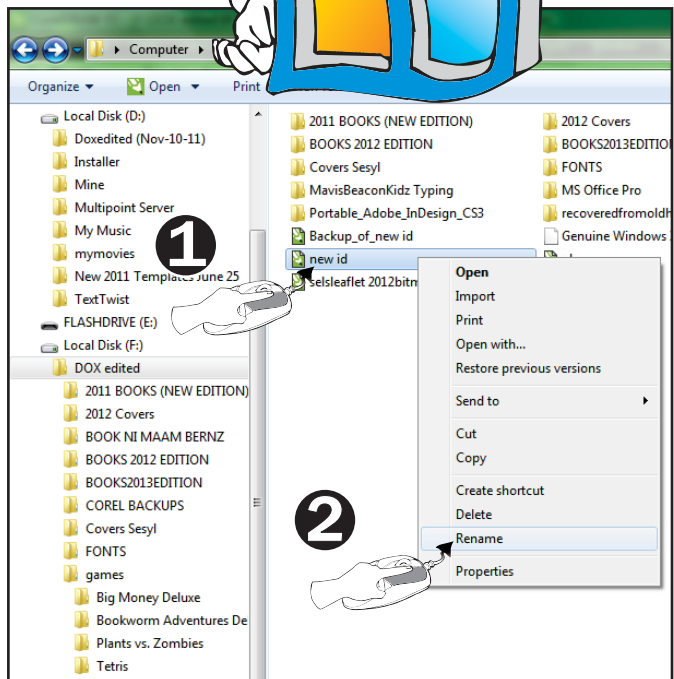 Computer
Organize
Open
Print
Local Disk (D:)
Doxedited (Nov-10-11)
Installer
Mine
Multipoint Server
My Music
mymovies
New 2011 Templates June 25
TextTwist
FLASHDRIVE (E:)
Local Disk (F:)
DOX edited
2011 BOOKS (NEW EDITION)
2012 Covers
BOOK NI MAAM BERNZ
BOOKS 2012 EDITION
BOOKS2013EDITION
COREL BACKUPS
Covers Sesyl
FONTS
games
Big Money Deluxe
Bookworm Adventures De
Plants vs. Zombies
Tetris
2011 BOOKS (NEW EDITION)
BOOKS 2012 EDITION
Covers Sesyl
MavisBeaconKidz Typing
Portable_Adobe_InDesign_CS3
Backup_of_new id
new id
selsleaflet 2012bitm
2012 Covers
BOOKS2013EDITIO
FONTS
MS Office Pro
recoveredfromoldh
Genuine Windows
1
Open
Import
Print
Open with...
Restore previous versions
Send to
Cut
Copy
Create shortcut
Delete
Rename
Properties
2